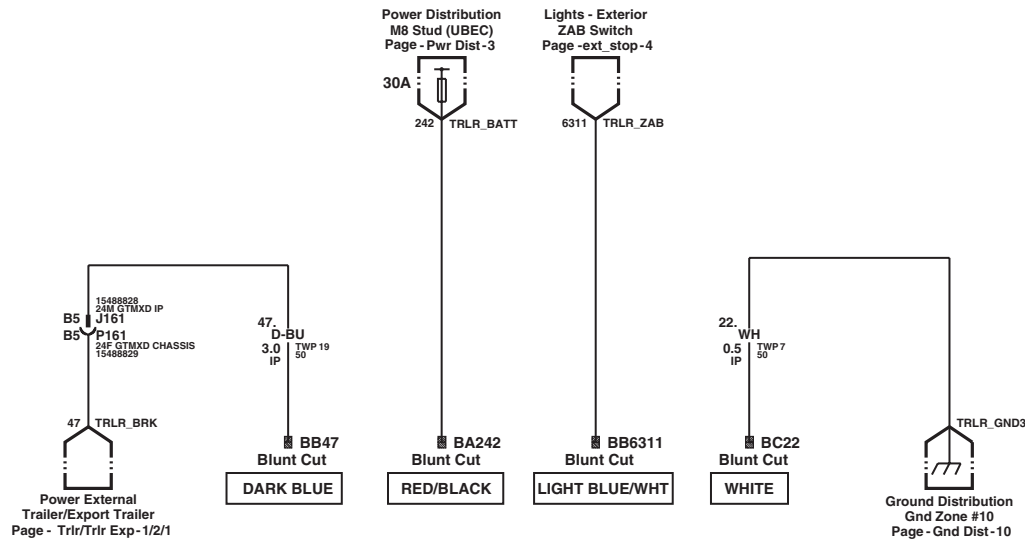 Power Distribution
M8 Stud (UBEC)
Page - Pwr Dist-3
30A
242 TRLR_BATT
Lights - Exterior
ZAB Switch
Page -ext_stop-4
6311 TRLR_ZAB
15488828
24M GTMXD IP
B5 J161
B5 P161
24F GTMXD CHASSIS
15488829
47.
D-BU
3.0 TWP 19
IP 50
22.
WH
0.5 TWP 7
IP 50
47 TRLR_BRK
TRLR_GND3
Power External
Trailer/Export Trailer
Page - Trlr/Trlr Exp-1/2/1
BB47
Blunt Cut
DARK BLUE
BA242
Blunt Cut
RED/BLACK
BB6311
Blunt Cut
LIGHT BLUE/WHT
BC22
Blunt Cut
WHITE
Ground Distribution
Gnd Zone #10
Page - Gnd Dist-10